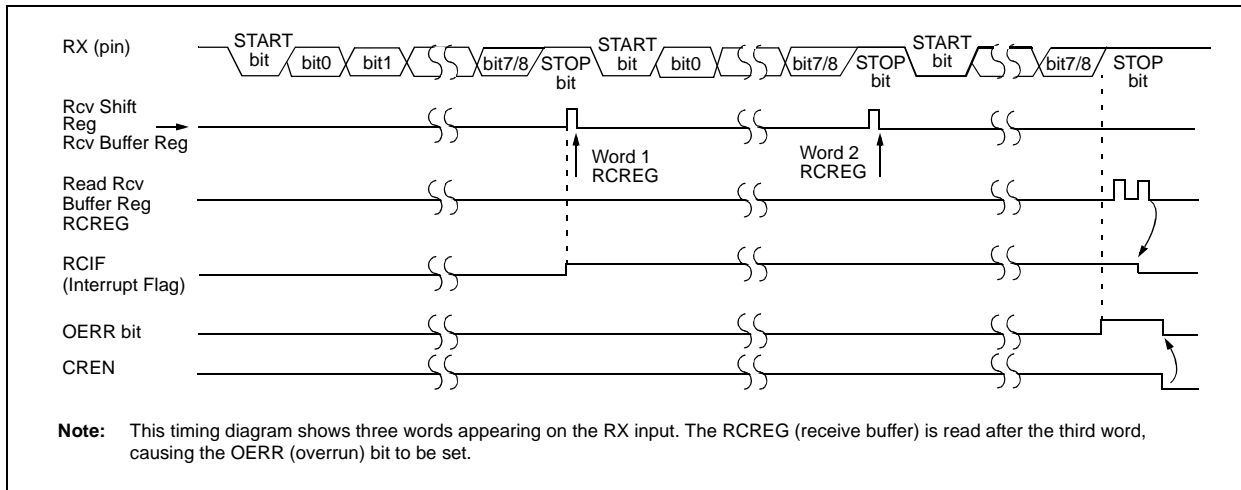 RX (pin)
START
bit
bit0
bit1
bit7/8
STOP
bit
START
bit
bit0
bit7/8
STOP
bit
START
bit
bit7/8
STOP
bit
Rcv Shift
Reg
Rcv Buffer Reg
Word 1
RCREG
Word 2
RCREG
Read Rcv
Buffer Reg
RCREG
RCIF
(Interrupt Flag)
OERR bit
CREN
Note: This timing diagram shows three words appearing on the RX input. The RCREG (receive buffer) is read after the third word,
causing the OERR (overrun) bit to be set.